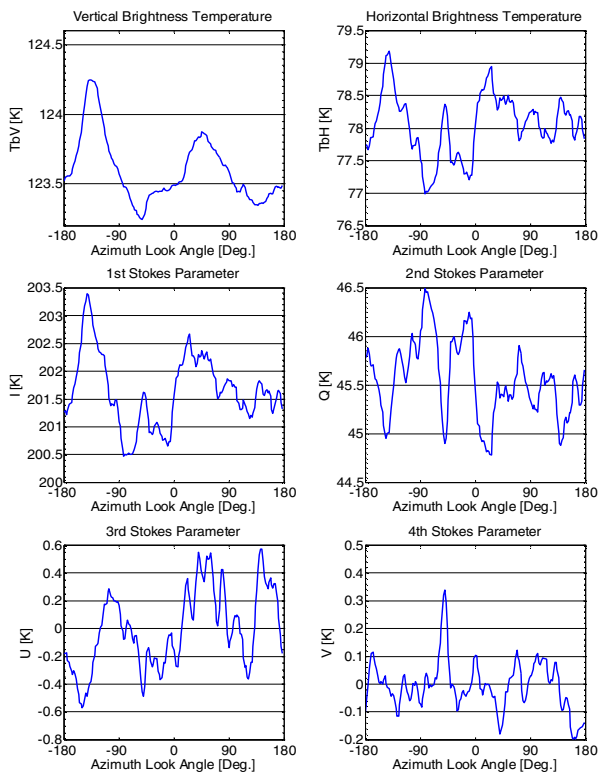 Vertical Brightness Temperature
TbV [K]
124.5
124
123.5
-180 -90 0 90 180
Azimuth Look Angle [Deg.]
Horizontal Brightness Temperature
TbH [K]
79
78.5
78
77.5
77
76.5
-180 -90 0 90 180
Azimuth Look Angle [Deg.]
1st Stokes Parameter
I [K]
203.5
203
202.5
202
201.5
201
200.5
200
-180 -90 0 90 180
Azimuth Look Angle [Deg.]
2nd Stokes Parameter
Q [K]
46.5
46
45.5
45
44.5
-180 -90 0 90 180
Azimuth Look Angle [Deg.]
3rd Stokes Parameter
U [K]
0.6
0.4
0.2
0
-0.2
-0.4
-0.6
-0.8
-180 -90 0 90 180
Azimuth Look Angle [Deg.]
4th Stokes Parameter
V [K]
0.5
0.4
0.3
0.2
0.1
0
-0.1
-0.2
-180 -90 0 90 180
Azimuth Look Angle [Deg.]